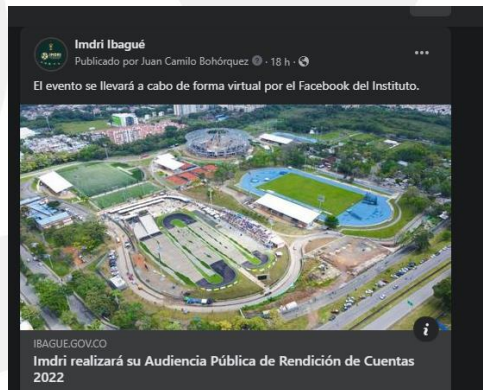 Imdri Ibagué
Publicado por Juan Camilo Bohórquez · 18 h ·
El evento se llevará a cabo de forma virtual por el Facebook del Instituto.
IBAGUE.GOV.CO
Imdri realizará su Audiencia Pública de Rendición de Cuentas
2022